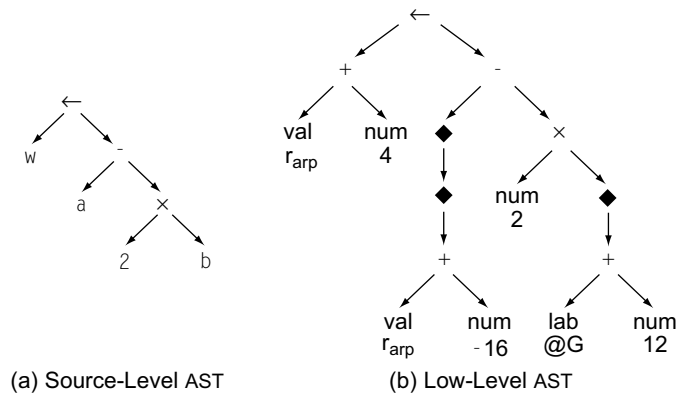 ←
+ -
← val num ×
w - r_arp 4
a × num
2 b 2
+ +
val num lab num
r_arp -16 @G 12
(a) Source-Level AST (b) Low-Level AST